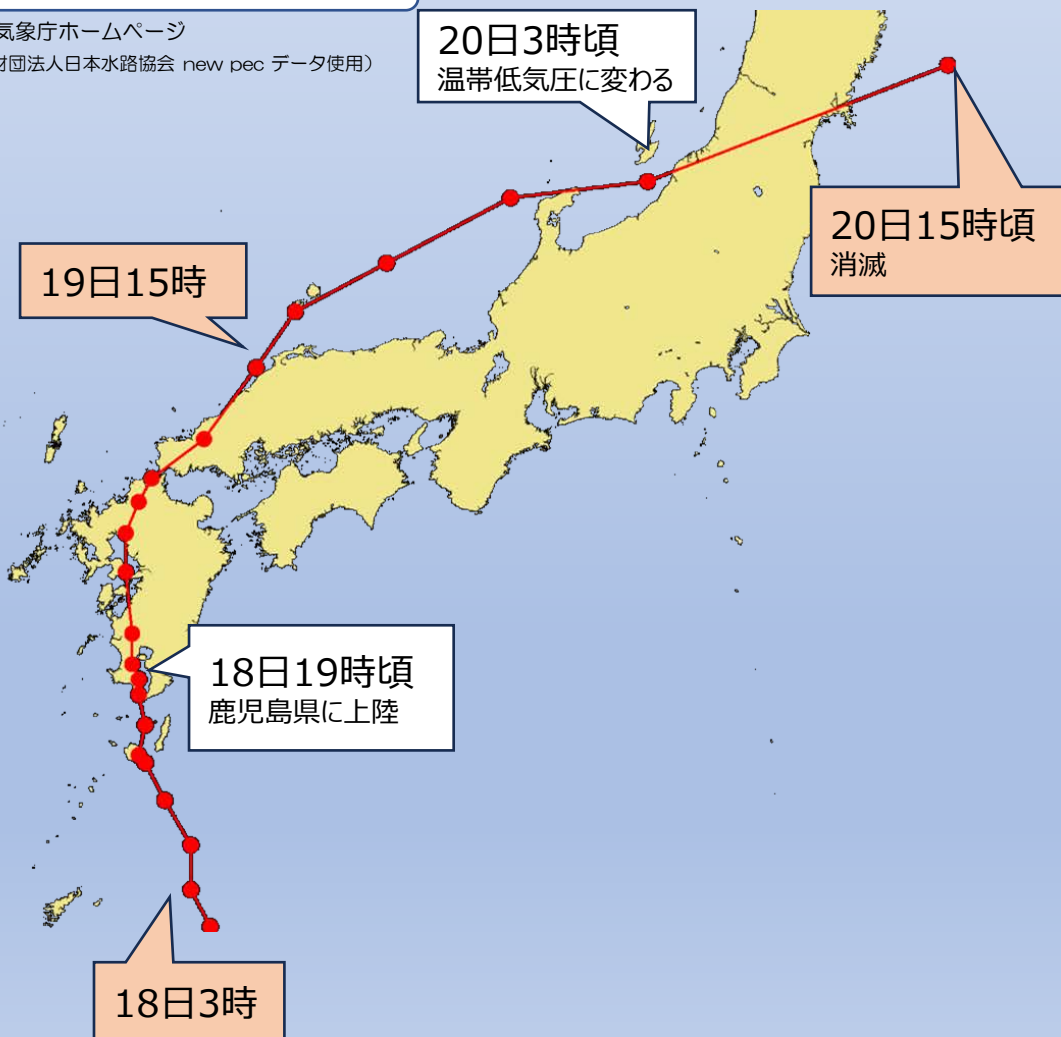 気象庁ホームページ
財団法人日本水路協会 new pec データ使用）
20日3時頃
温帯低気圧に変わる
20日15時頃
消滅
19日15時
18日19時頃
鹿児島県に上陸
18日3時